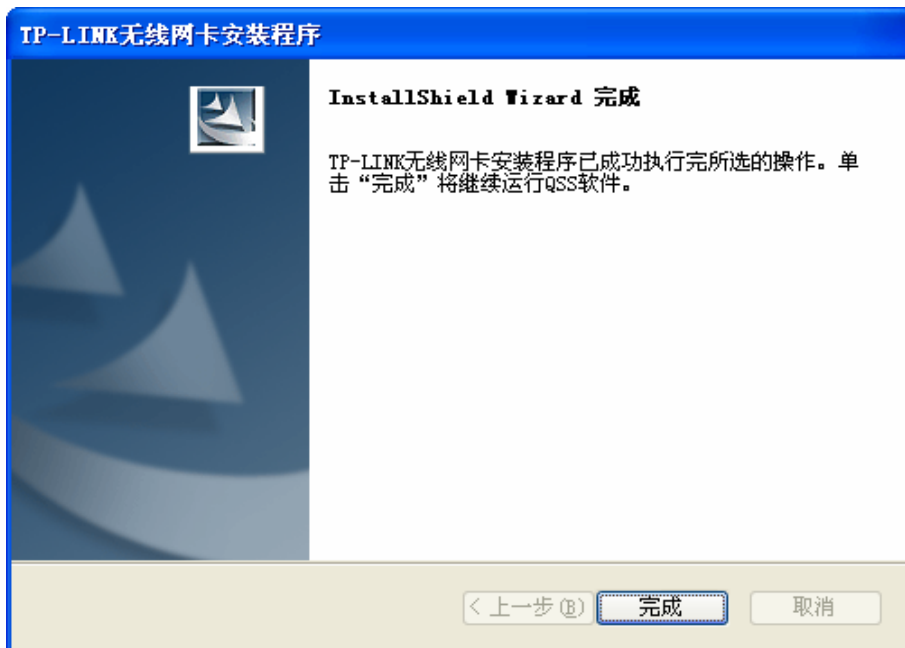 TP-LINK无线网卡安装程序
InstallShield Wizard 完成
TP-LINK无线网卡安装程序已成功执行完所选的操作。单
击“完成”将继续运行QSS软件。
< 上一步(B)
完成
取消